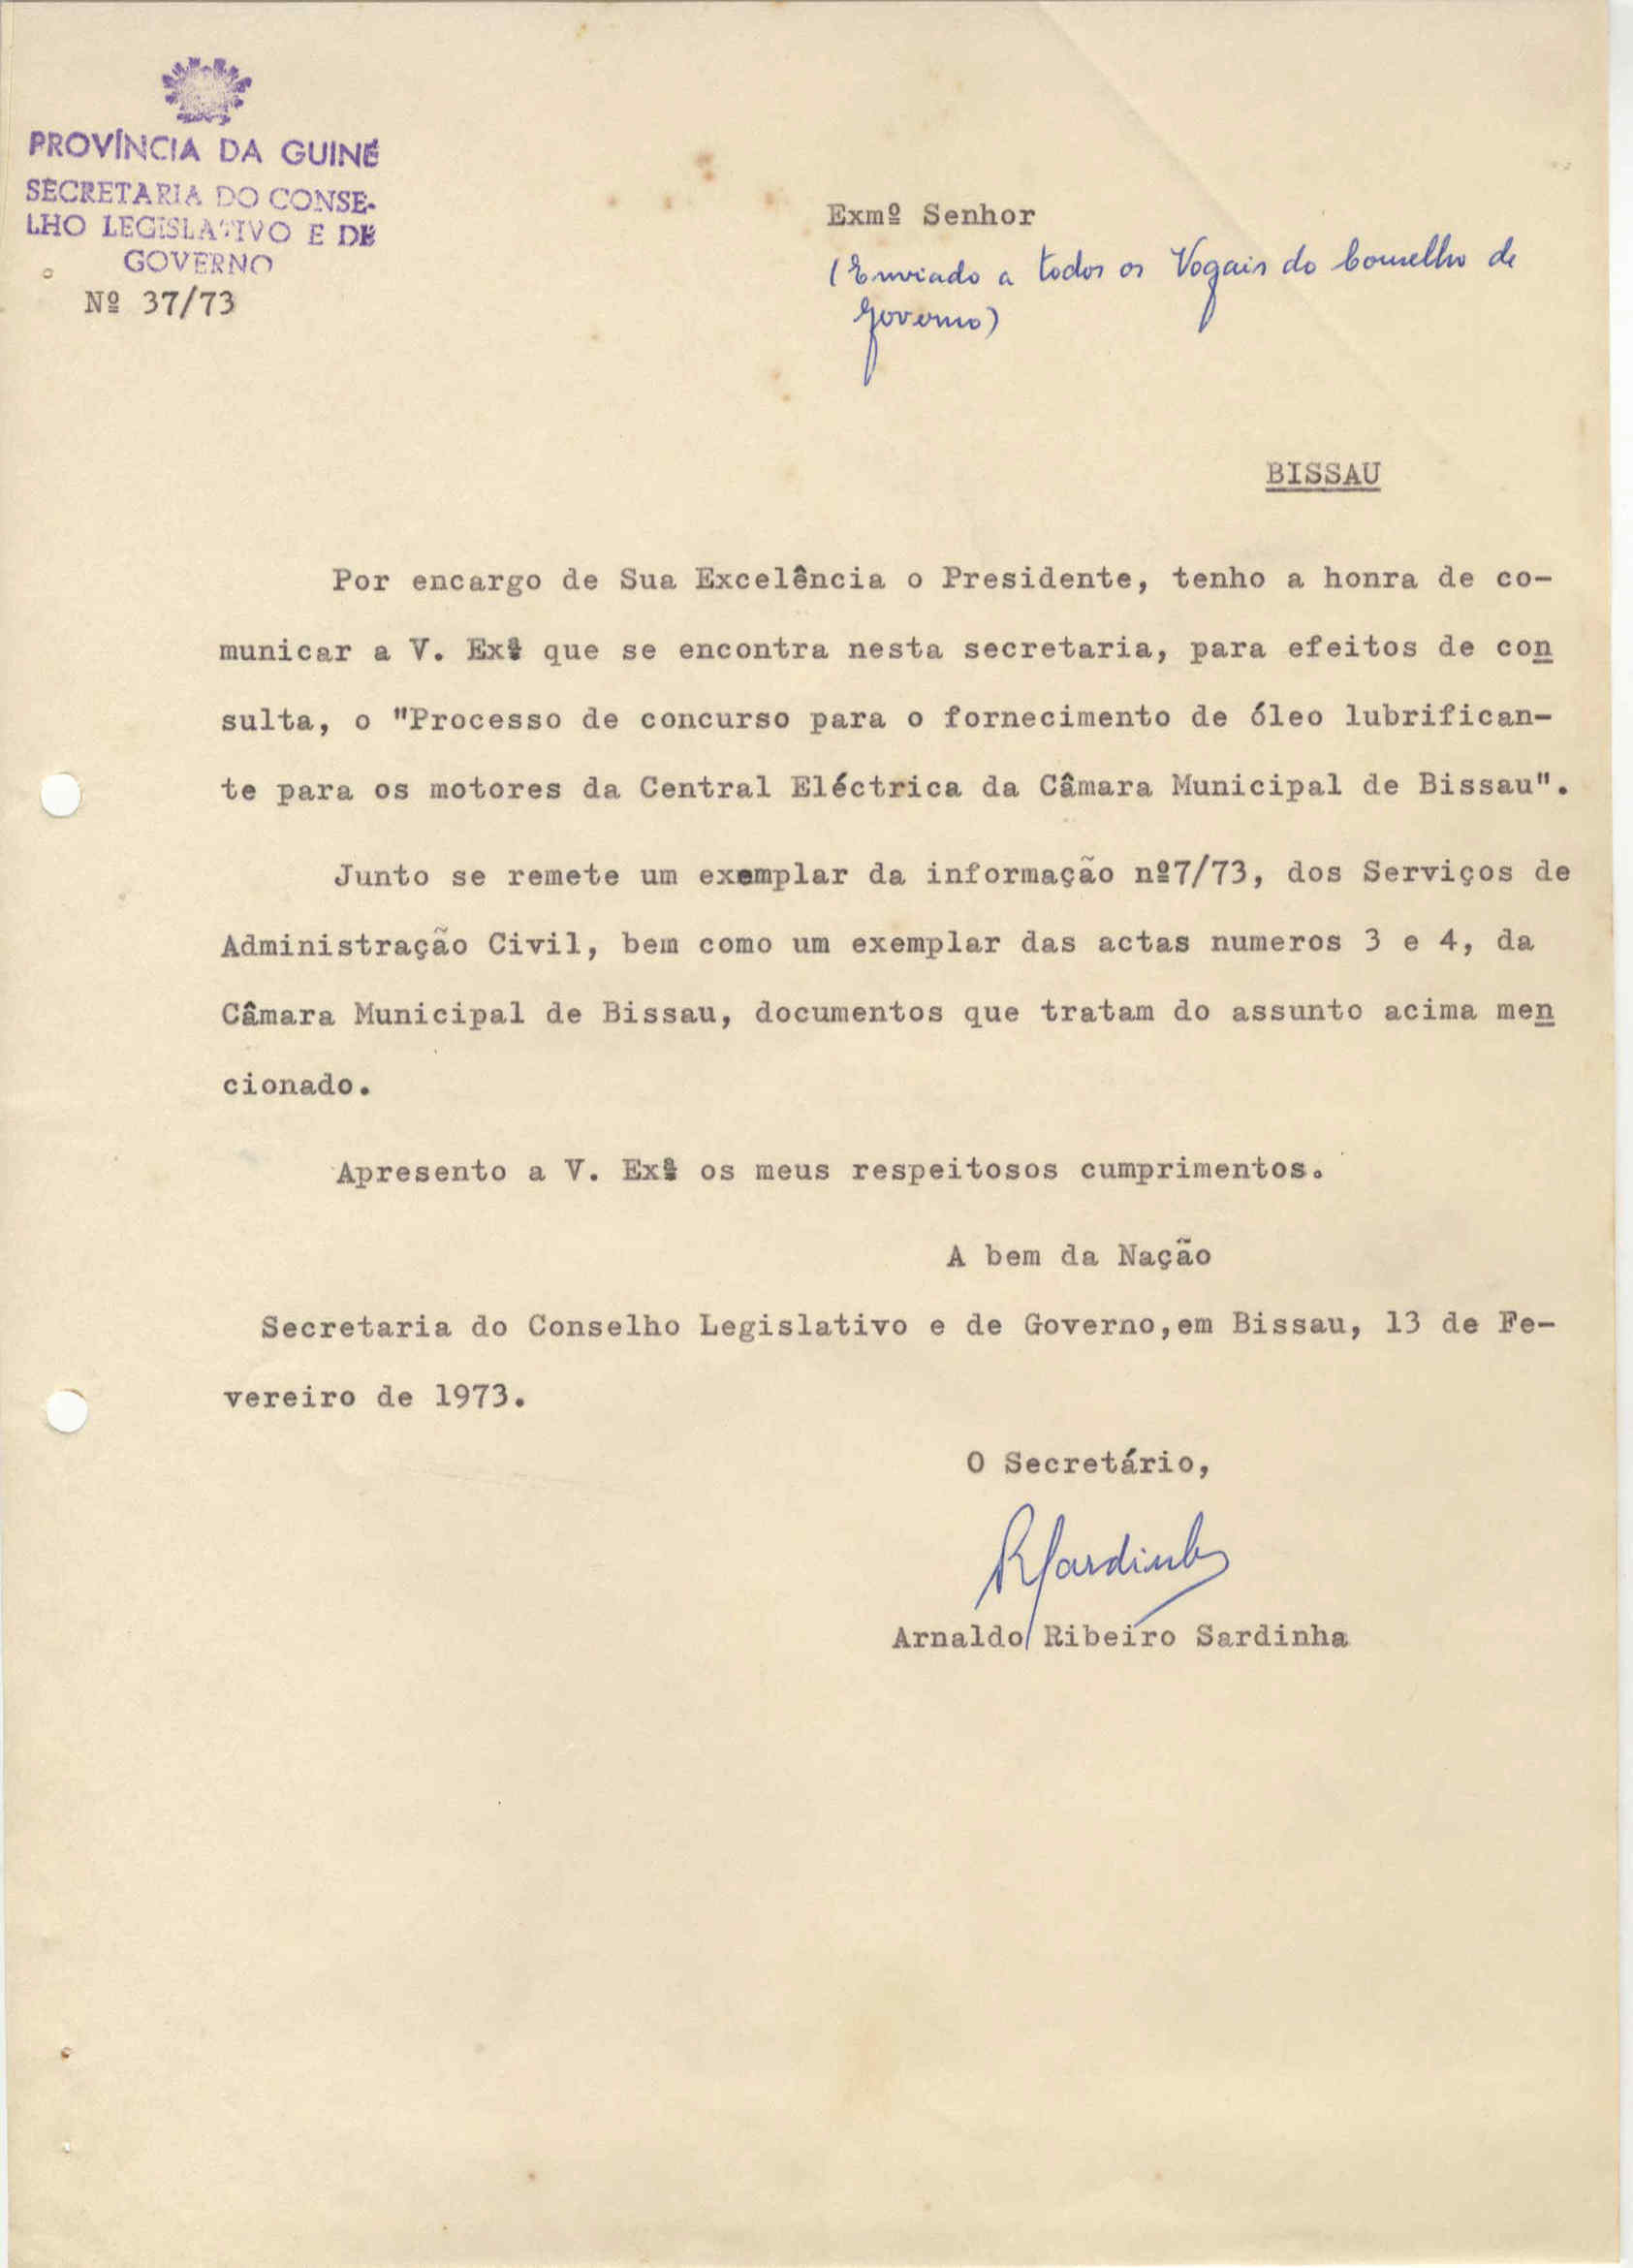 PROVÍNCIA DA GUINÉ
SECRETARIA DO CONSE-
LHO LEGISLATIVO E DE
GOVERNO
Nº 37/73
Exmº Senhor
(Enviado a todos os Vogais do Conselho de
Governo)
BISSAU
Por encargo de Sua Excelência o Presidente, tenho a honra de co-
municar a V. Exª que se encontra nesta secretaria, para efeitos de con
sulta, o "Processo de concurso para o fornecimento de óleo lubrifican-
te para os motores da Central Eléctrica da Câmara Municipal de Bissau".
Junto se remete um exemplar da informação nº7/73, dos Serviços de
Administração Civil, bem como um exemplar das actas numeros 3 e 4, da
Câmara Municipal de Bissau, documentos que tratam do assunto acima men
cionado.
Apresento a V. Exª os meus respeitosos cumprimentos.
A bem da Nação
Secretaria do Conselho Legislativo e de Governo,em Bissau, 13 de Fe-
vereiro de 1973.
O Secretário,
RSardinha
Arnaldo Ribeiro Sardinha